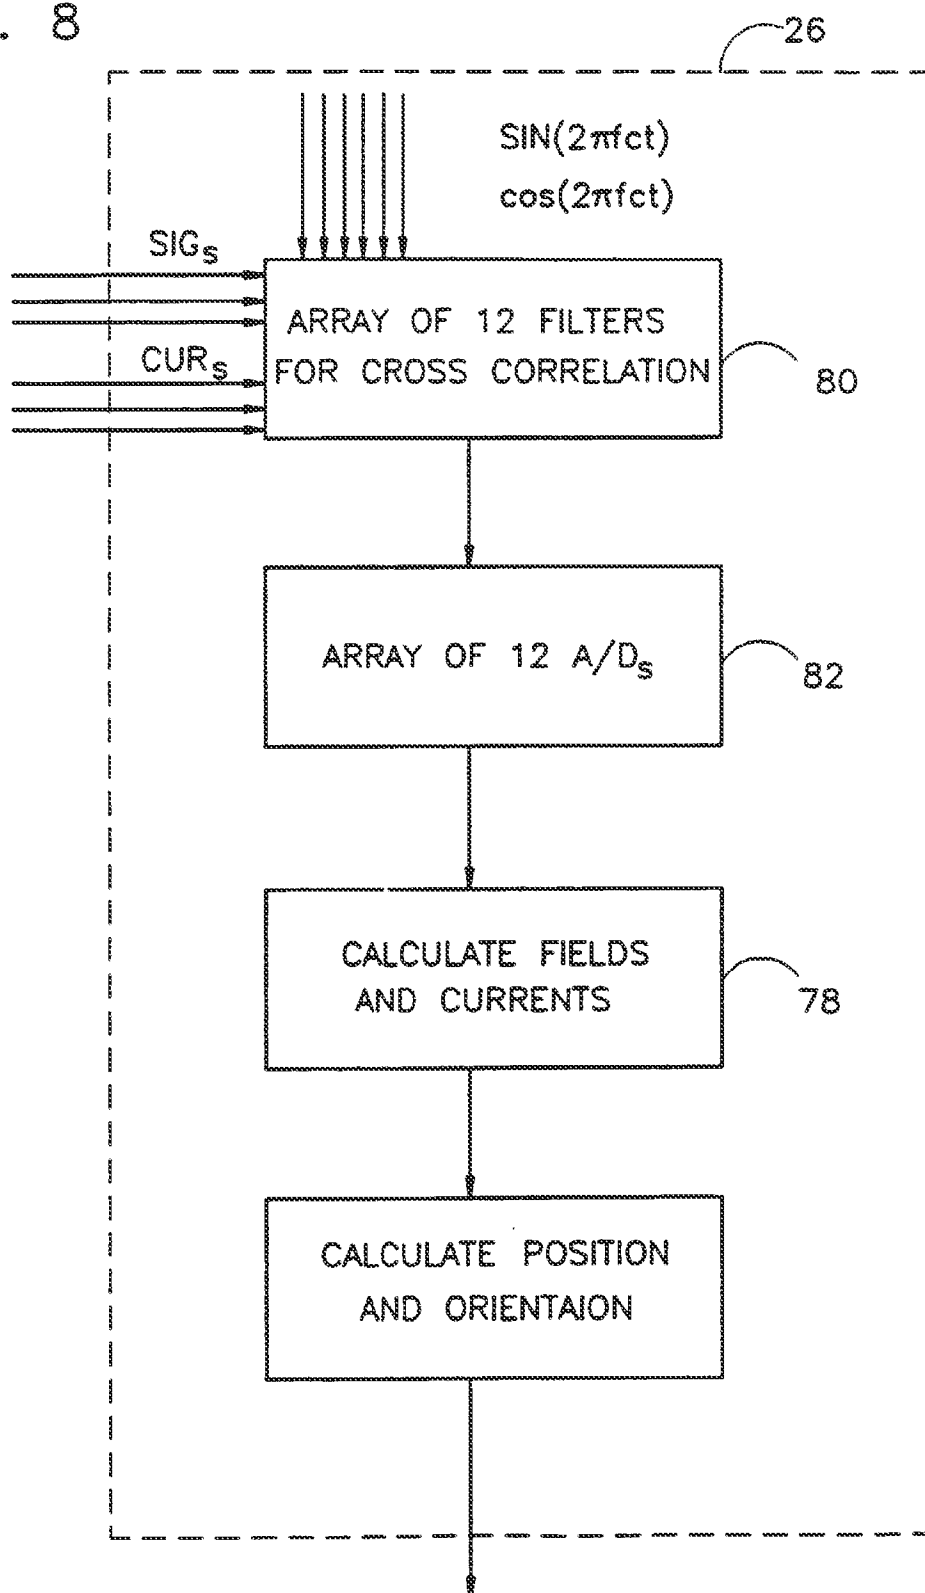 . 8
26
SIN(2πfct)
cos(2πfct)
SIGs
ARRAY OF 12 FILTERS
FOR CROSS CORRELATION
CURs
80
ARRAY OF 12 A/Ds
82
CALCULATE FIELDS
AND CURRENTS
78
CALCULATE POSITION
AND ORIENTAION